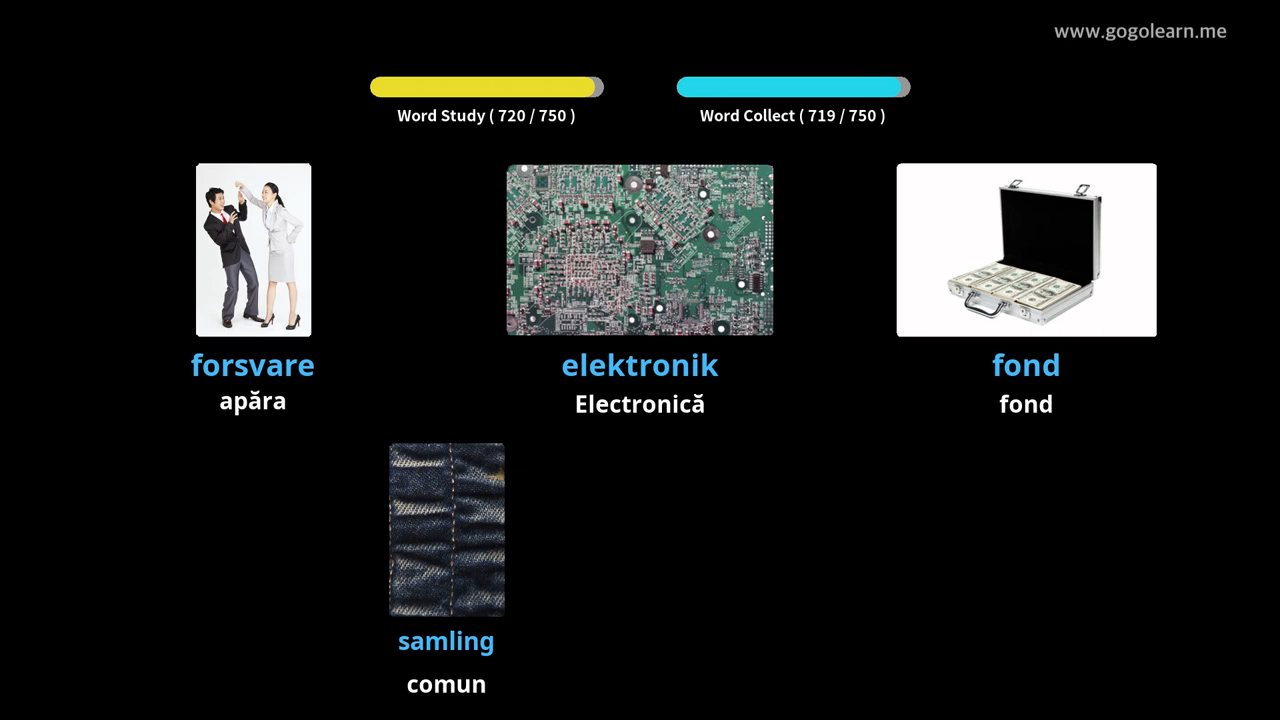 www.gogolearn.me
Word Study ( 720 / 750 )
Word Collect ( 719 / 750 )
forsvare
apăra
elektronik
Electronică
fond
fond
samling
comun